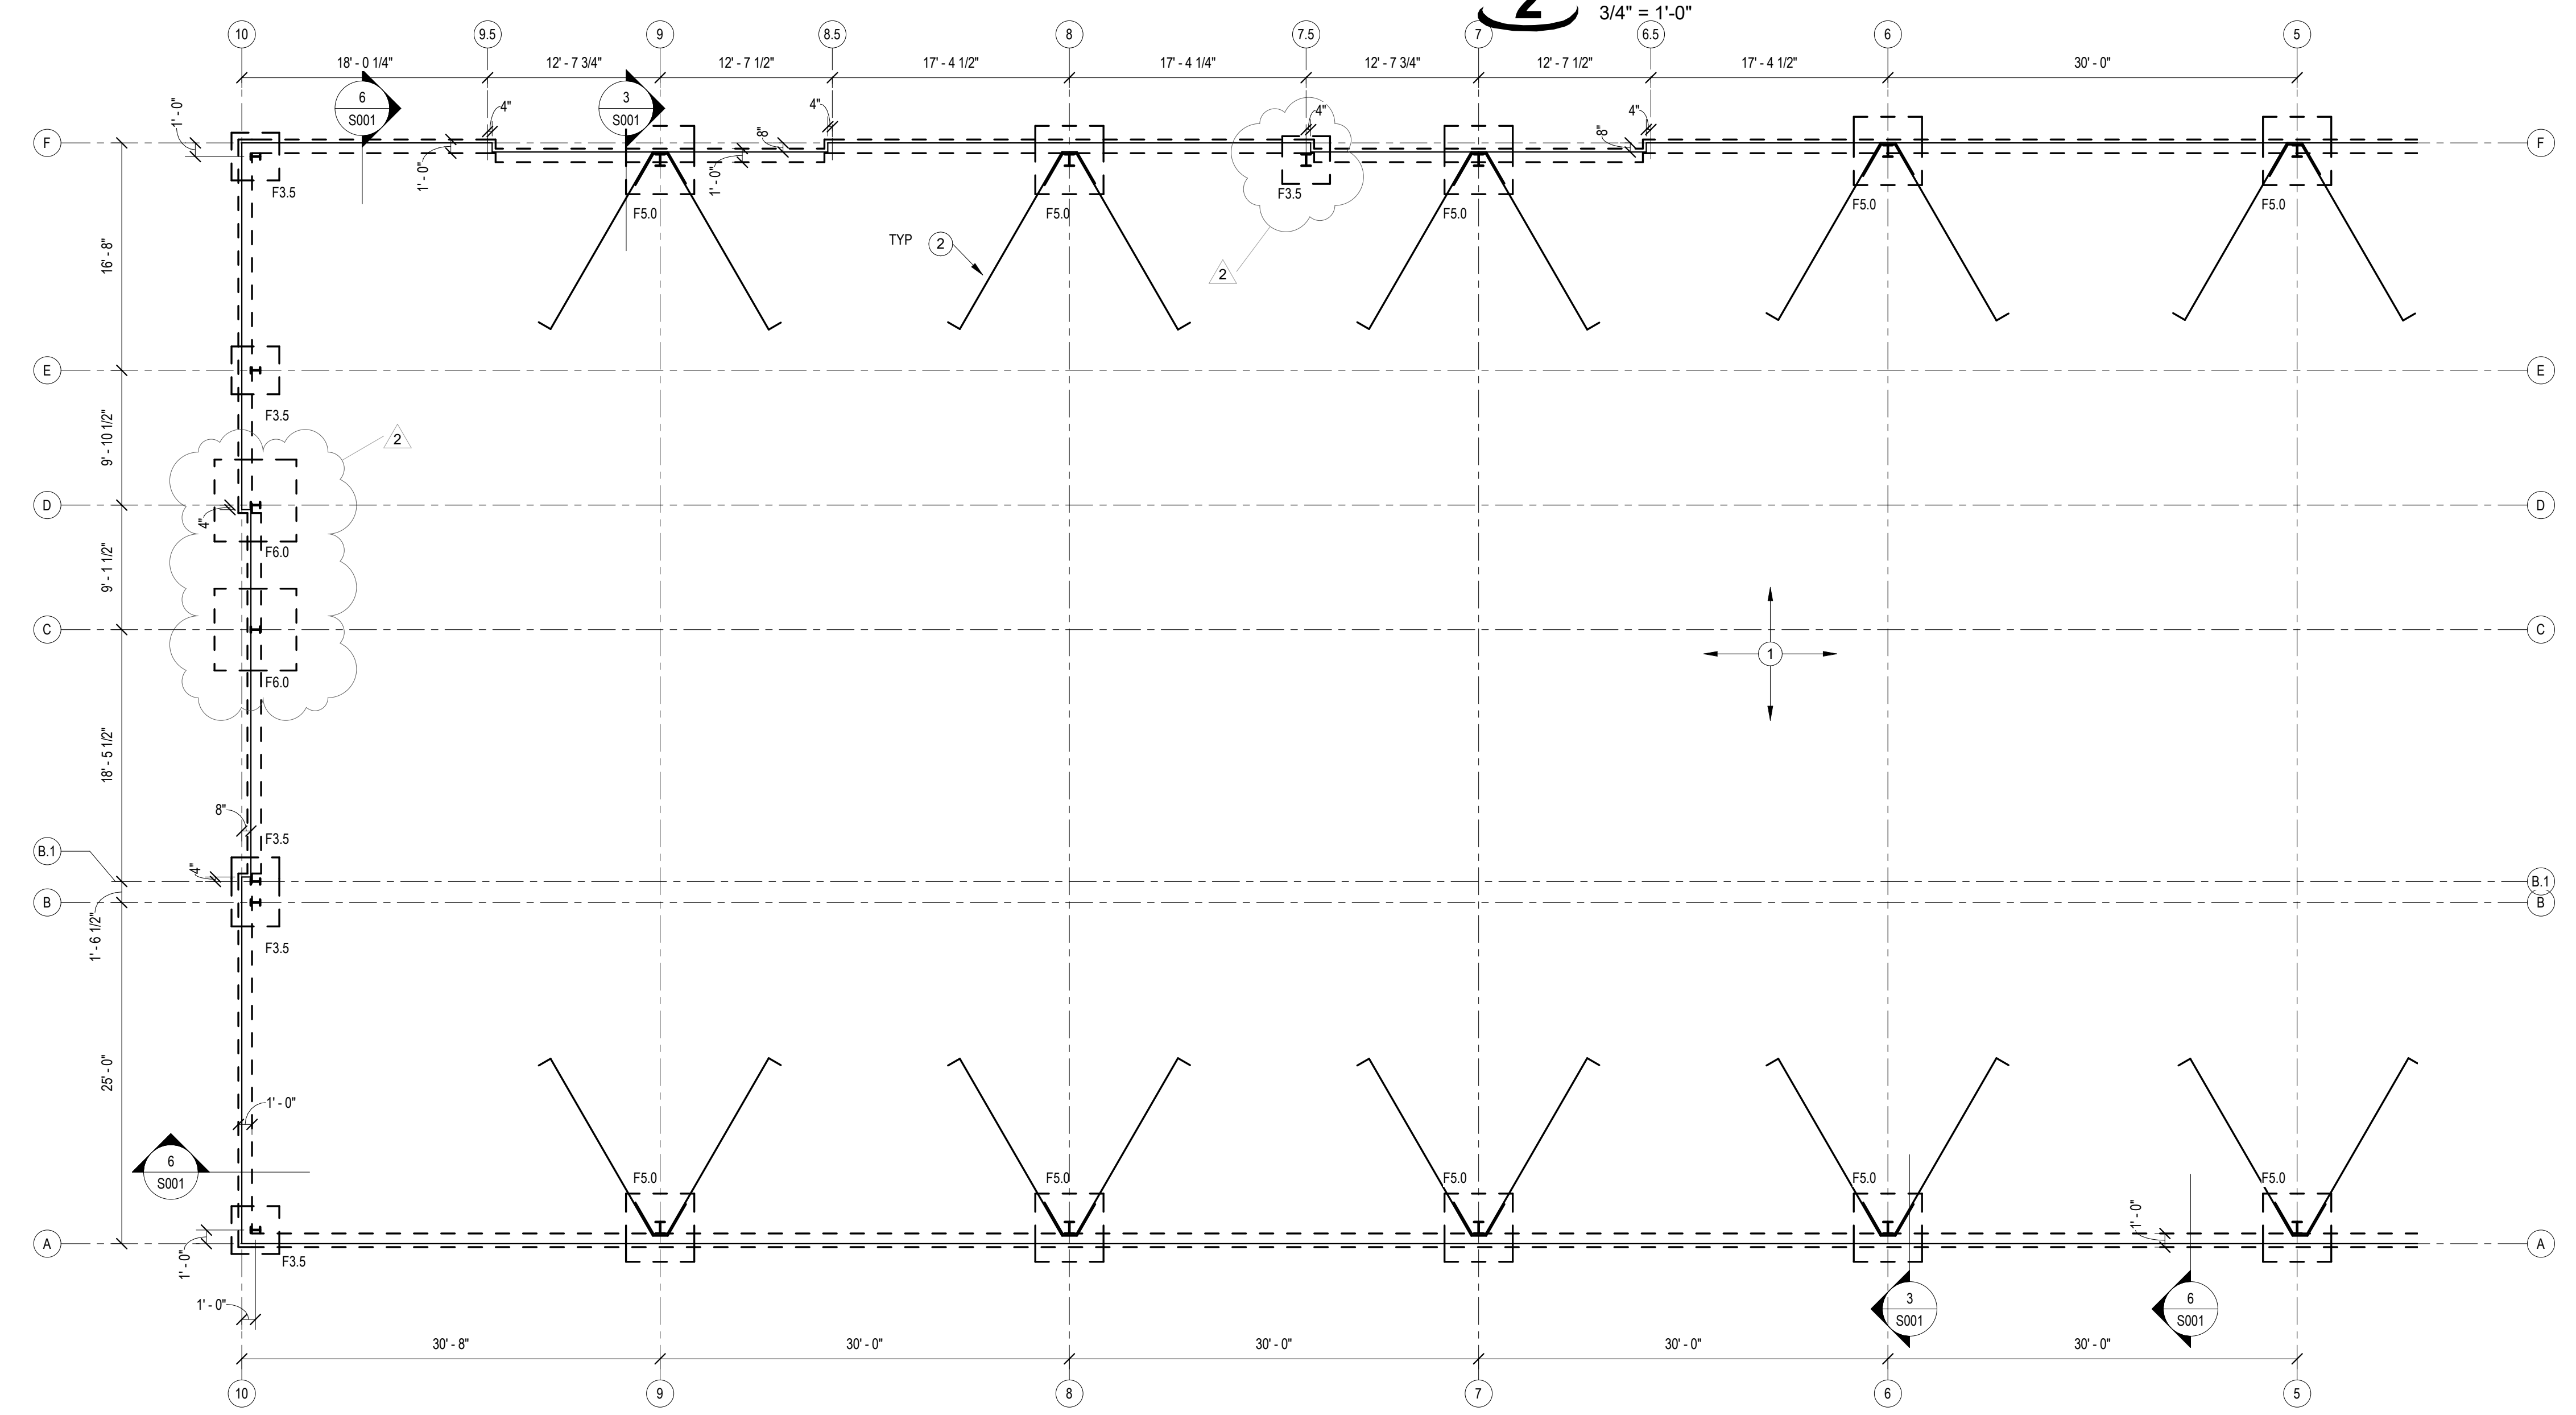 2
3/4" = 1'-0"
10 9.5 9 8.5 8 7.5 7 6.5 6 5
18' - 0 1/4" 12' - 7 3/4" 12' - 7 1/2" 17' - 4 1/2" 17' - 4 1/4" 12' - 7 3/4" 12' - 7 1/2" 17' - 4 1/2" 30' - 0"
6
S001
3
S001
1' - 0"
4"
4"
4"
4"
8"
8"
F F
1' - 0"
1' - 0"
F3.5
F5.0
F5.0
F3.5
F5.0
F5.0
F5.0
TYP 2
2
16' - 8"
E E
F3.5
9' - 10 1/2"
2
D D
4"
F6.0
9' - 1 1/2"
C C
1
F6.0
18' - 5 1/2"
8"
F3.5
B.1
4"
B.1
B B
1' - 6 1/2"
F3.5
25' - 0"
1' - 0"
6
S001
F5.0
F5.0
F5.0
F5.0
F5.0
1' - 0"
A A
1' - 0"
F3.5
1' - 0"
3
S001
6
S001
30' - 8" 30' - 0" 30' - 0" 30' - 0" 30' - 0"
10 9 8 7 6 5